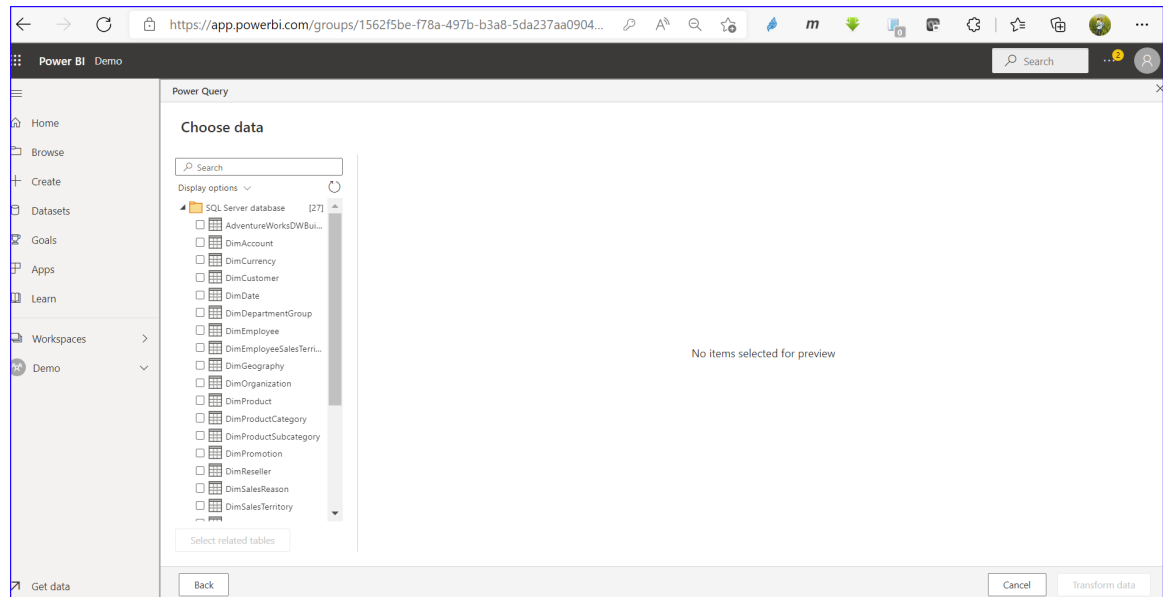 https://app.powerbi.com/groups/1562f5be-f78a-497b-b3a8-5da237aa0904...
m
0
Power BI Demo
Search
2
Power Query
Home
Browse
Create
Datasets
Goals
Apps
Learn
Workspaces
Demo
Get data
Choose data
Search
Display options
SQL Server database [27]
AdventureWorksDWBui...
DimAccount
DimCurrency
DimCustomer
DimDate
DimDepartmentGroup
DimEmployee
DimEmployeeSalesTerri...
DimGeography
DimOrganization
DimProduct
DimProductCategory
DimProductSubcategory
DimPromotion
DimReseller
DimSalesReason
DimSalesTerritory
Select related tables
No items selected for preview
Back
Cancel
Transform data